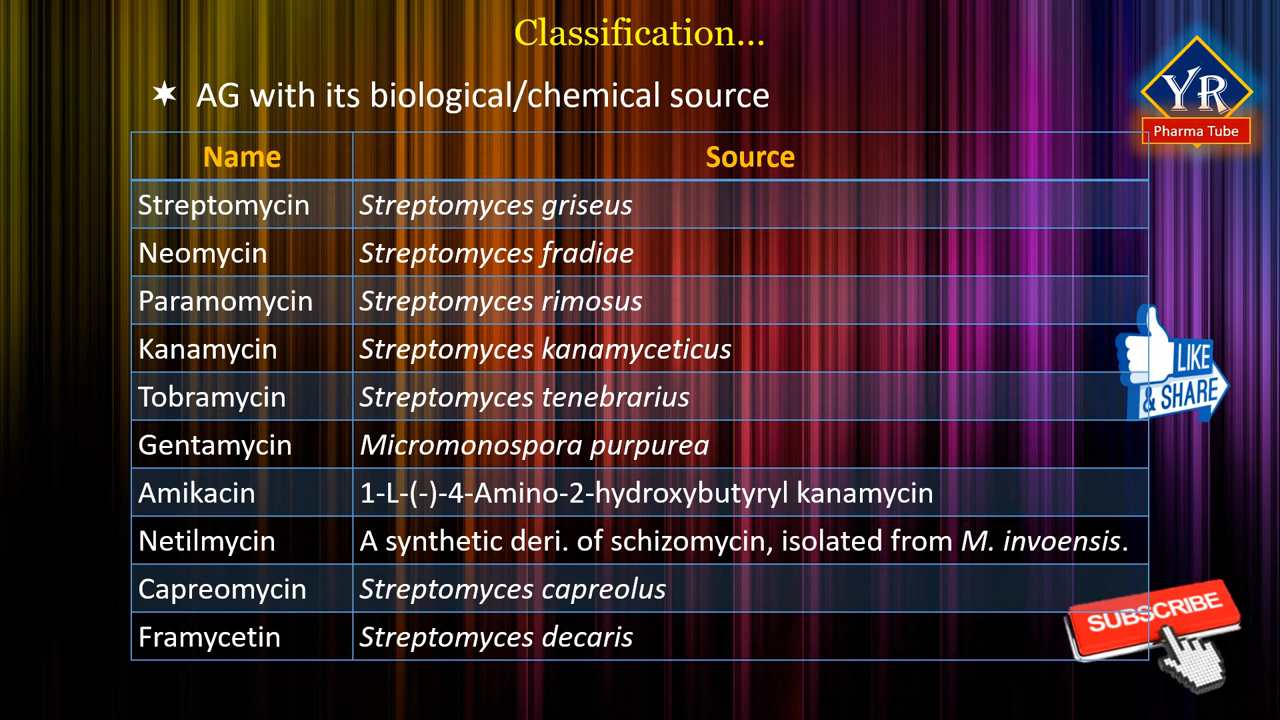 Classification...
✶ AG with its biological/chemical source
YR
Pharma Tube
Name Source
Streptomycin Streptomyces griseus
Neomycin Streptomyces fradiae
Paramomycin Streptomyces rimosus
Kanamycin Streptomyces kanamyceticus
Tobramycin Streptomyces tenebrarius
Gentamycin Micromonospora purpurea
Amikacin 1-L-(-)-4-Amino-2-hydroxybutyryl kanamycin
Netilmycin A synthetic deri. of schizomycin, isolated from M. invoensis.
Capreomycin Streptomyces capreolus
Framycetin Streptomyces decaris
LIKE
& SHARE
SUBSCRIBE